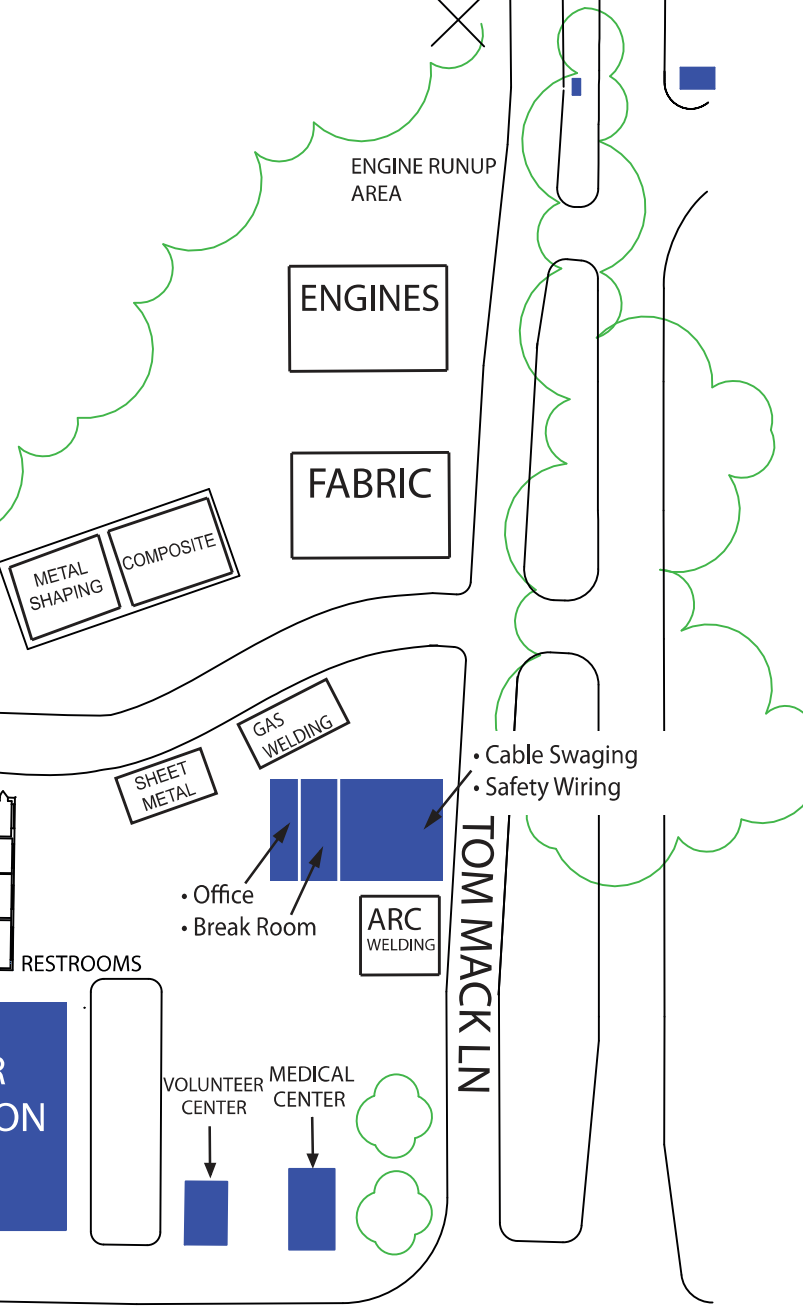 ENGINE RUNUP
AREA
ENGINES
FABRIC
METAL
SHAPING
COMPOSITE
GAS
WELDING
SHEET
METAL
• Cable Swaging
• Safety Wiring
• Office
• Break Room
ARC
WELDING
TOM MACK LN
RESTROOMS
R
ON
VOLUNTEER
CENTER
MEDICAL
CENTER